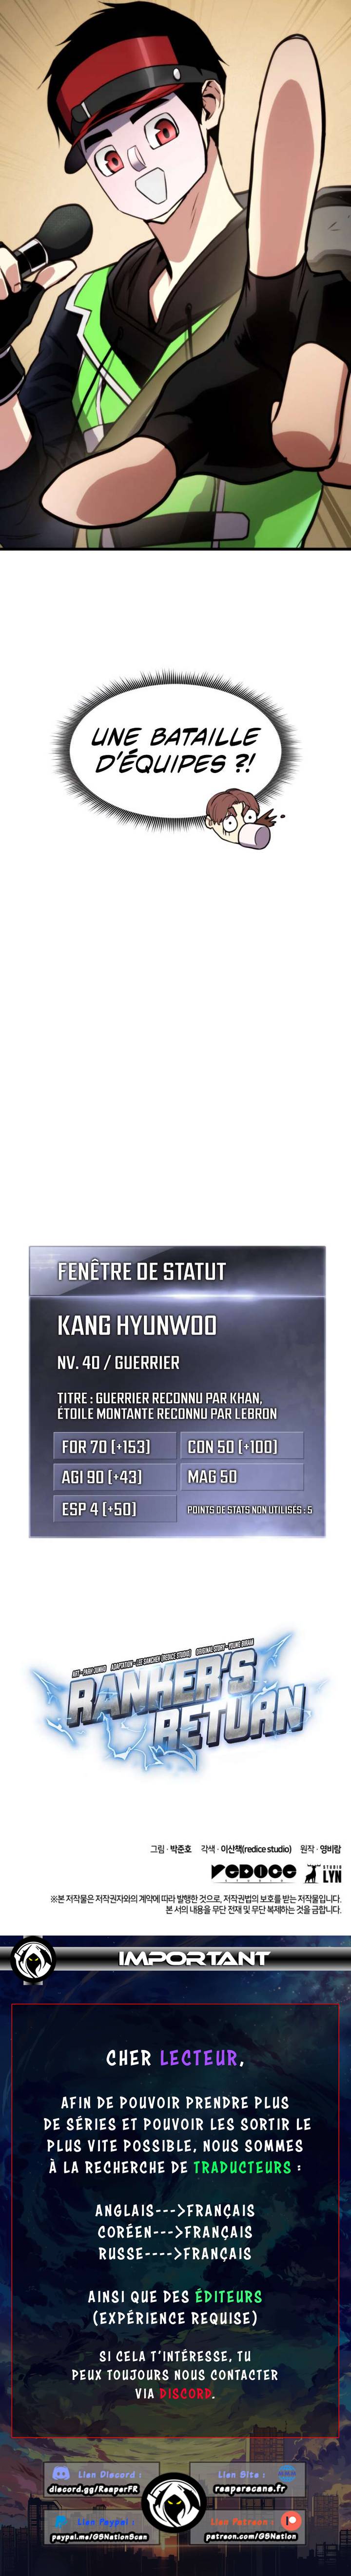 UNE BATAILLE
D'ÉQUIPES ?!
FENÊTRE DE STATUT
KANG HYUNWOO
NV. 40 / GUERRIER
TITRE : GUERRIER RECONNU PAR KHAN,
ÉTOILE MONTANTE RECONNU PAR LEBRON
FOR 70 [+153] CON 50 [+100]
AGI 90 [+43] MAG 50
ESP 4 [+50] POINTS DE STATS NON UTILISÉS : 5
ART - PARK JUNHO ADAPTATION - LEE SANCHEK (REDICE STUDIO) ORIGINAL STORY - YOUNG BIRAM
RANKER'S
RETURN
그림 · 박준호 각색 · 이산책(redice studio) 원작 · 영비람
REDICE
STUDIO
STUDIO
LYN
※본 저작물은 저작권자와의 계약에 따라 발행한 것으로, 저작권법의 보호를 받는 저작물입니다.
본 서의 내용을 무단 전재 및 무단 복제하는 것을 금합니다.
IMPORTANT
CHER LECTEUR,
AFIN DE POUVOIR PRENDRE PLUS
DE SÉRIES ET POUVOIR LES SORTIR LE
PLUS VITE POSSIBLE, NOUS SOMMES
À LA RECHERCHE DE TRADUCTEURS :
ANGLAIS--->FRANÇAIS
CORÉEN--->FRANÇAIS
RUSSE---->FRANÇAIS
AINSI QUE DES ÉDITEURS
(EXPÉRIENCE REQUISE)
SI CELA T'INTÉRESSE, TU
PEUX TOUJOURS NOUS CONTACTER
VIA DISCORD.
Lien Discord :
discord.gg/ReaperFR
Lien Site :
reaperscans.fr
Lien Paypal :
paypal.me/GSNationScan
Lien Patreon :
patreon.com/GSNation